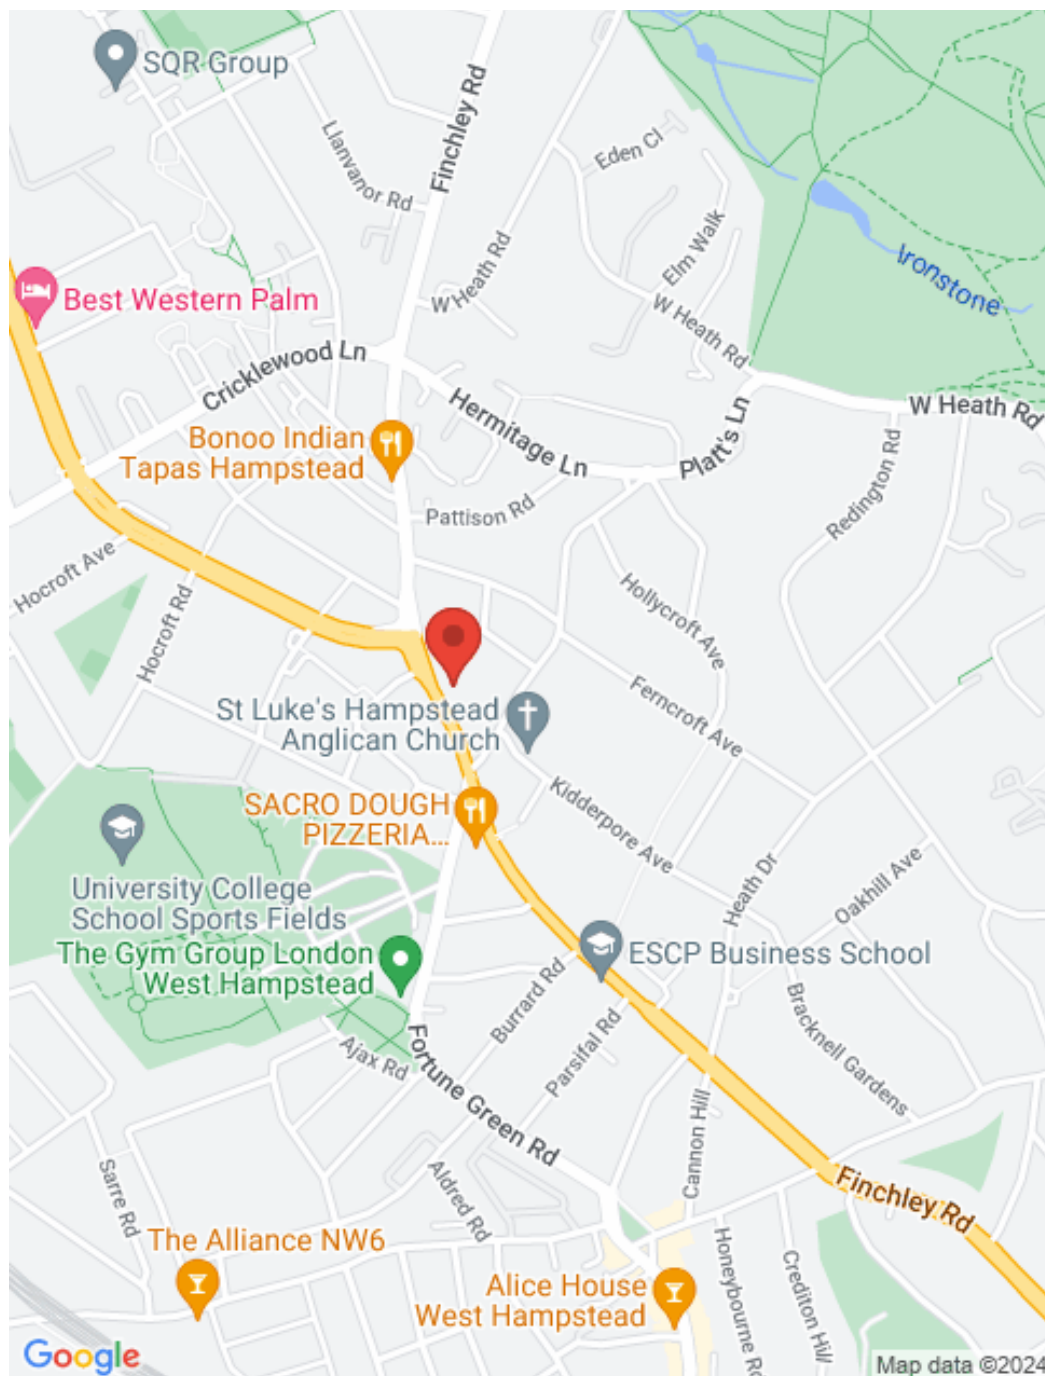 SQR Group
Finchley Rd
Llanvanor Rd
Eden Cl
Elm Walk
W Heath Rd
Ironstone
Best Western Palm
W Heath Rd
Cricklewood Ln
Hermitage Ln
Platt's Ln
W Heath Rd
Bonoo Indian
Tapas Hampstead
Redington Rd
Pattison Rd
Hocroft Ave
Hocroft Rd
Hollycroft Ave
Ferncroft Ave
St Luke's Hampstead
Anglican Church
SACRO DOUGH
PIZZERIA...
Kidderpore Ave
University College
School Sports Fields
Heath Dr
Oakhill Ave
The Gym Group London
West Hampstead
ESCP Business School
Burrard Rd
Parsifal Rd
Bracknell Gardens
Ajax Rd
Fortune Green Rd
Cannon Hill
Sarre Rd
Aldred Rd
Finchley Rd
The Alliance NW6
Alice House
West Hampstead
Honeybourne Rd
Crediton Hill
Google
Map data ©2024